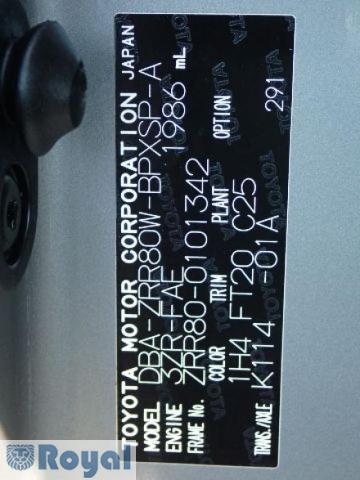 TOYOTA MOTOR CORPORATION JAPAN
MODEL DBA-ZRR80W-BPXSP-A
ENGINE 3ZR-FAE 1986 mL
FRAME No. ZRR80-0101342
COLOR TRIM PLANT OPTION
1H4 FT20 C25 291
TRANS./AXLE K114 -01A
Royal